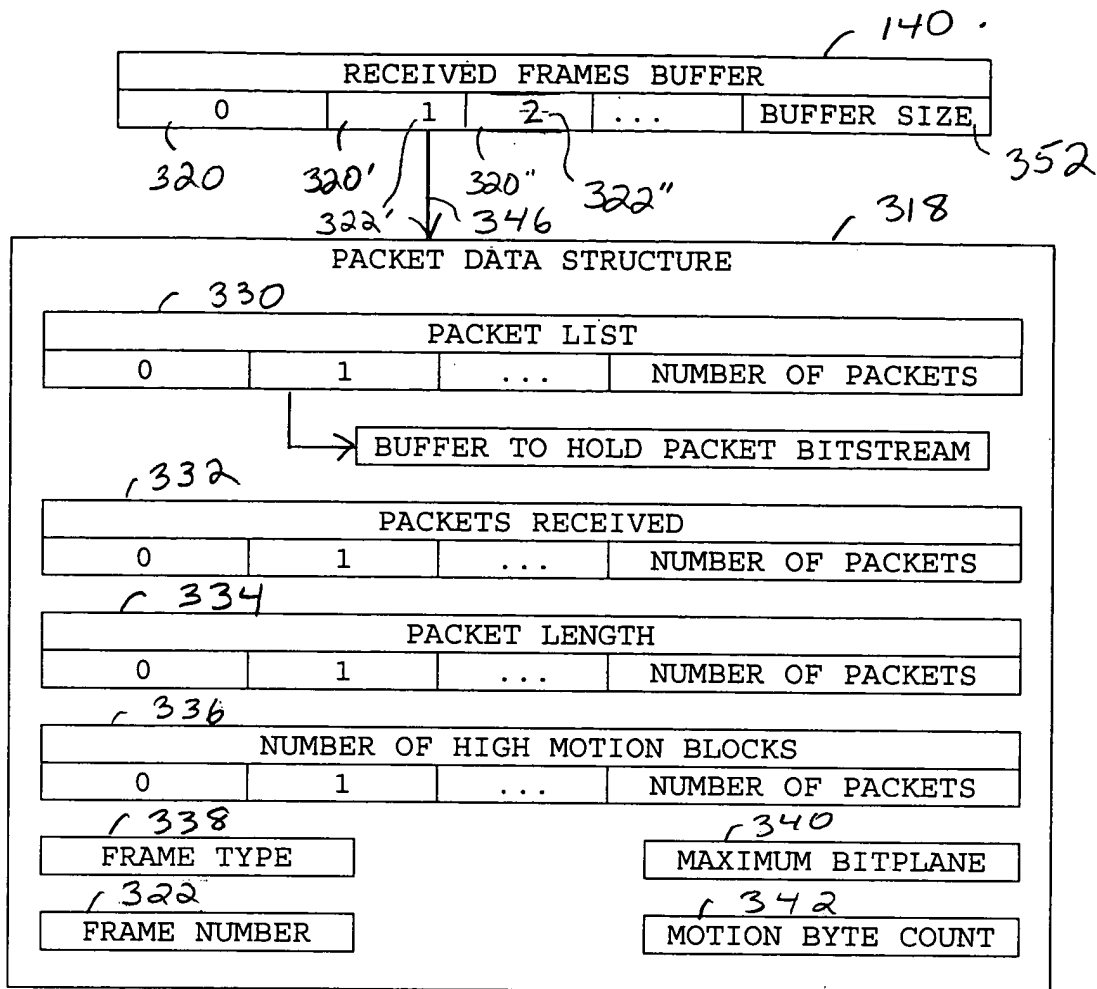 140 .
RECEIVED FRAMES BUFFER
0 1 2 ... BUFFER SIZE
320 320' 322' 346 320" 322" 352
318
PACKET DATA STRUCTURE
330
PACKET LIST
0 1 ... NUMBER OF PACKETS
BUFFER TO HOLD PACKET BITSTREAM
332
PACKETS RECEIVED
0 1 ... NUMBER OF PACKETS
334
PACKET LENGTH
0 1 ... NUMBER OF PACKETS
336
NUMBER OF HIGH MOTION BLOCKS
0 1 ... NUMBER OF PACKETS
338 340
FRAME TYPE MAXIMUM BITPLANE
322 342
FRAME NUMBER MOTION BYTE COUNT